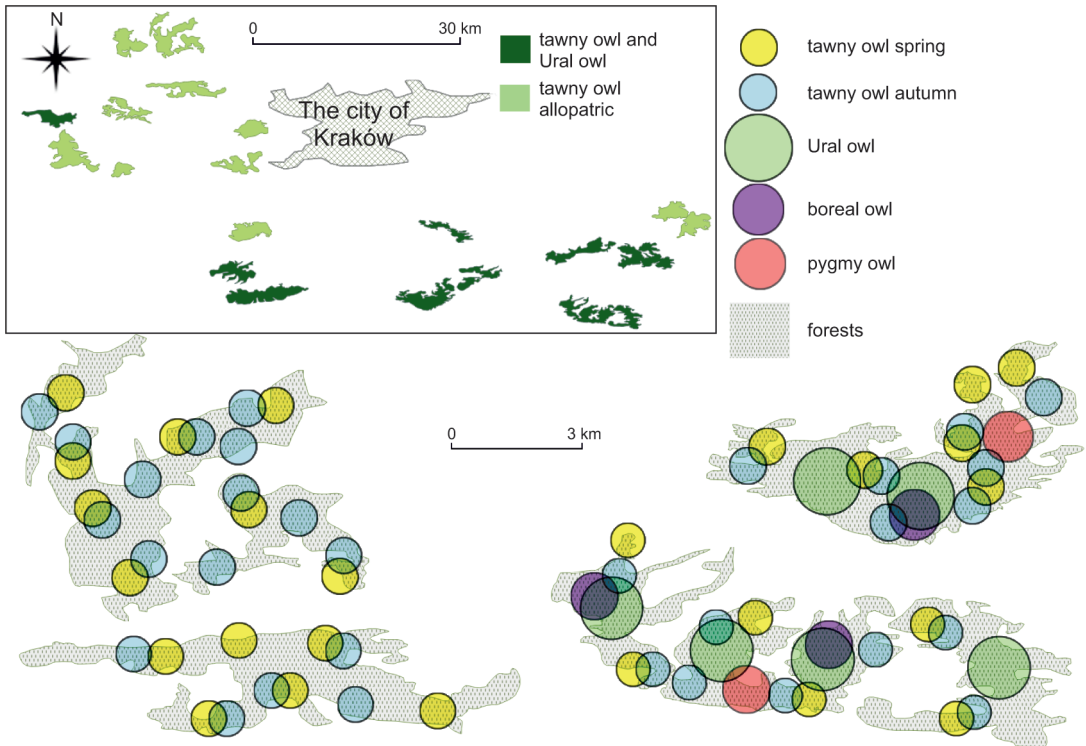 N
0
30 km
tawny owl and
Ural owl
tawny owl
allopatric
The city of
Kraków
tawny owl spring
tawny owl autumn
Ural owl
boreal owl
pygmy owl
forests
0
3 km